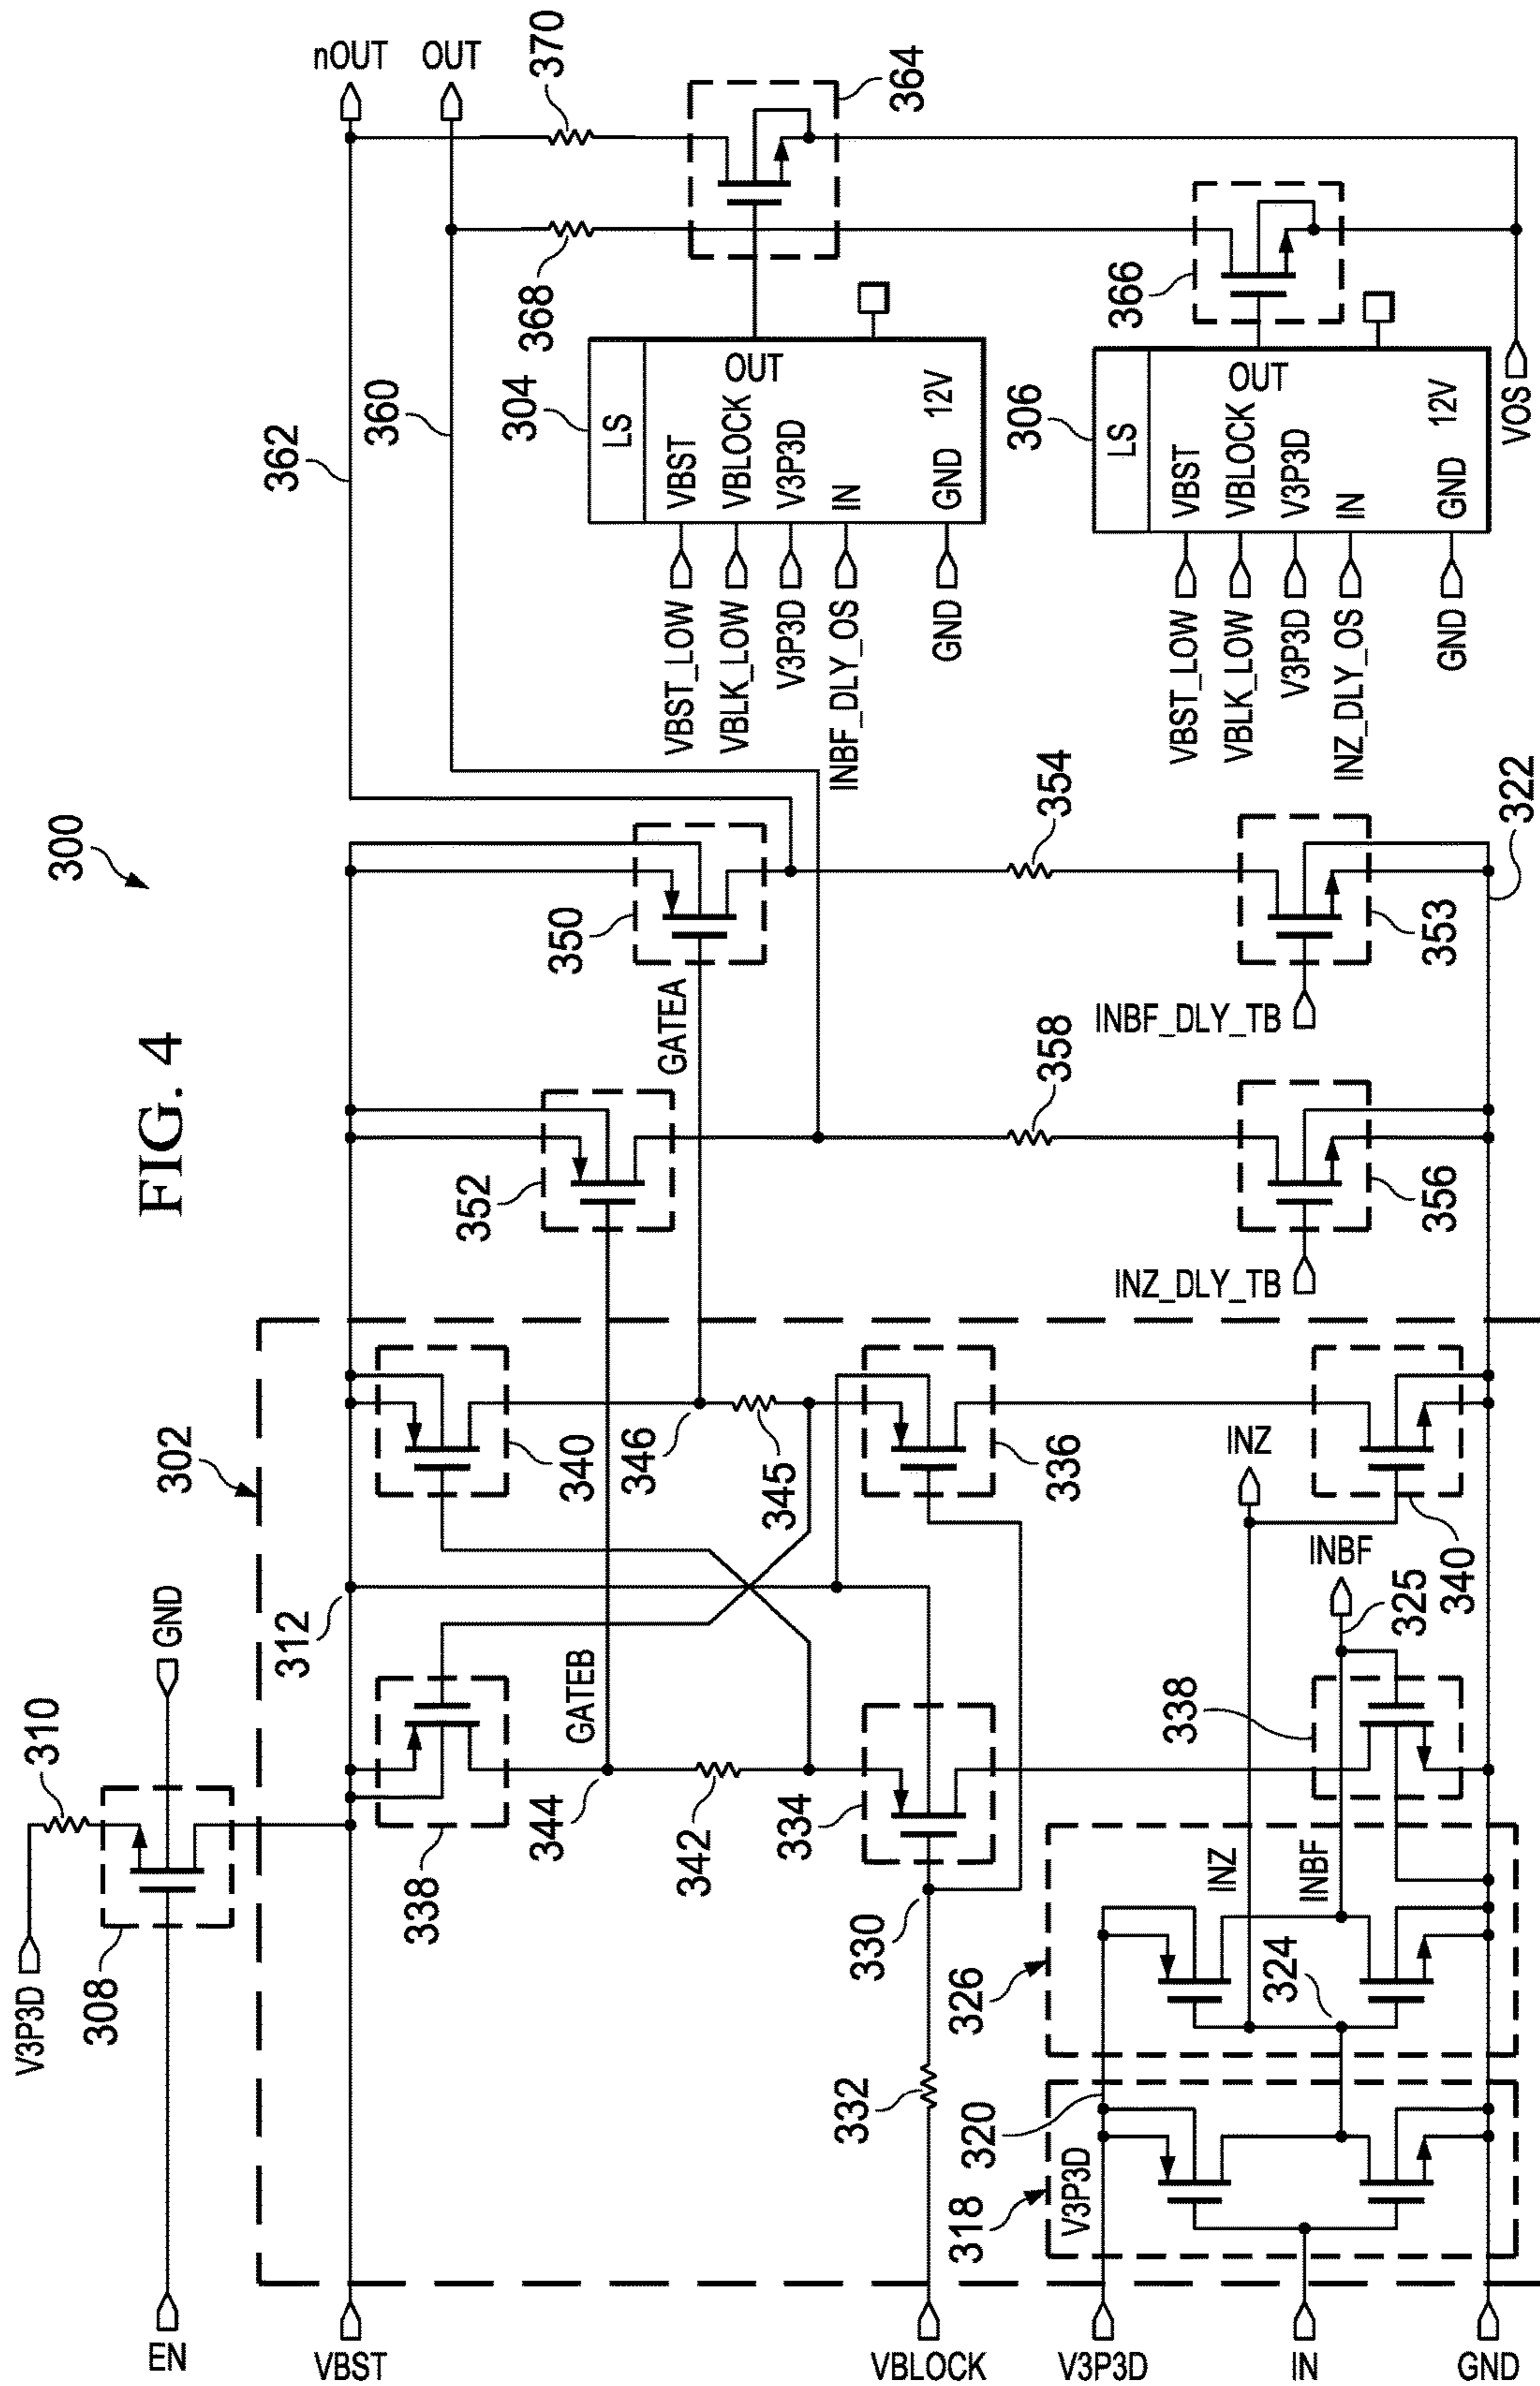 FIG. 4
300
nOUT
OUT
370
364
368
366
362
360
304
LS
OUT
VBST
VBLOCK
V3P3D
IN
GND
12V
VBST_LOW
VBLK_LOW
V3P3D
INBF_DLY_OS
GND
306
LS
OUT
VBST
VBLOCK
V3P3D
IN
GND
12V
VBST_LOW
VBLK_LOW
V3P3D
INZ_DLY_OS
GND
VOS
350
GATEA
354
322
353
INBF_DLY_TB
352
358
356
INZ_DLY_TB
302
340
346
345
336
INZ
INBF
325
340
312
GND
310
V3P3D
308
338
GATEB
344
342
334
330
338
INZ
INBF
324
326
332
320
V3P3D
318
EN
VBST
VBLOCK
V3P3D
IN
GND